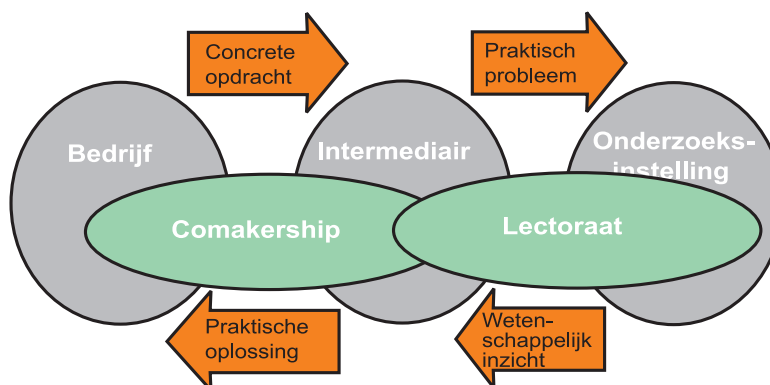 Concrete
opdracht
Praktisch
probleem
Bedrijf
Intermediair
Onderzoeks-
instelling
Comakership
Lectoraat
Praktische
oplossing
Weten-
schappelijk
inzicht